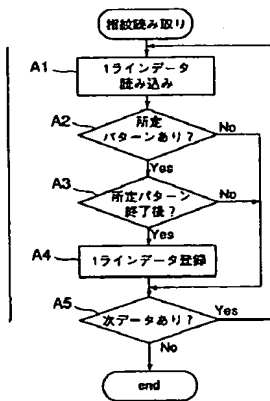 指紋読み取り
A1
1ラインデータ
読み込み
A2
所定
パターンあり?
No
Yes
A3
所定パターン
終了後?
No
Yes
A4
1ラインデータ登録
A5
次データあり?
Yes
No
end